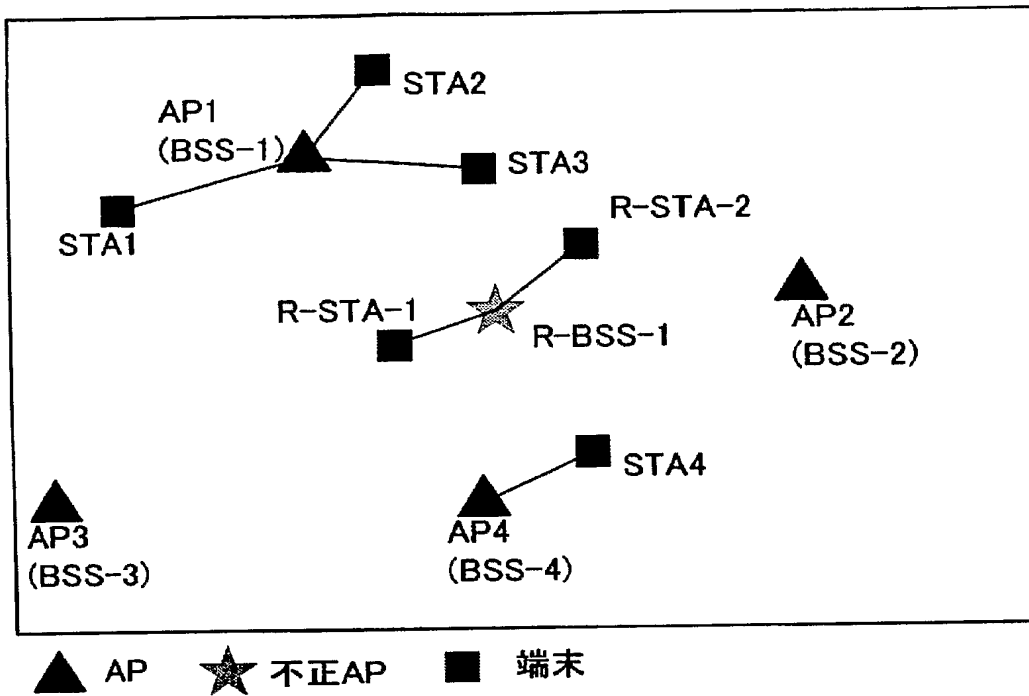 STA2
AP1
(BSS-1)
STA3
STA1
R-STA-2
R-STA-1
R-BSS-1
AP2
(BSS-2)
STA4
AP3
(BSS-3)
AP4
(BSS-4)
AP 不正AP 端末